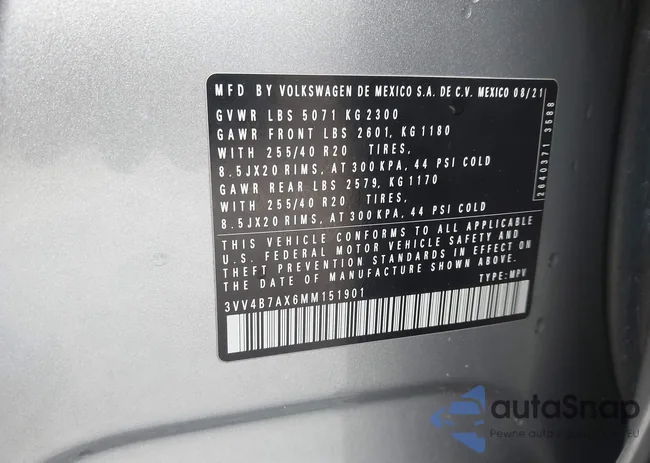 MFD BY VOLKSWAGEN DE MEXICO S.A. DE C.V. MEXICO 08/21
GVWR LBS 5071 KG 2300
GAWR FRONT LBS 2601, KG 1180
WITH 255/40 R20 TIRES,
8.5JX20 RIMS, AT 300 KPA, 44 PSI COLD
GAWR REAR LBS 2579, KG 1170
WITH 255/40 R20 TIRES,
8.5JX20 RIMS, AT 300 KPA, 44 PSI COLD
THIS VEHICLE CONFORMS TO ALL APPLICABLE
U.S. FEDERAL MOTOR VEHICLE SAFETY AND
THEFT PREVENTION STANDARDS IN EFFECT ON
THE DATE OF MANUFACTURE.
3VV4B7AX6MM151901 TYPE: MPV
2040371 3588
autoSnap
Pewne auto z